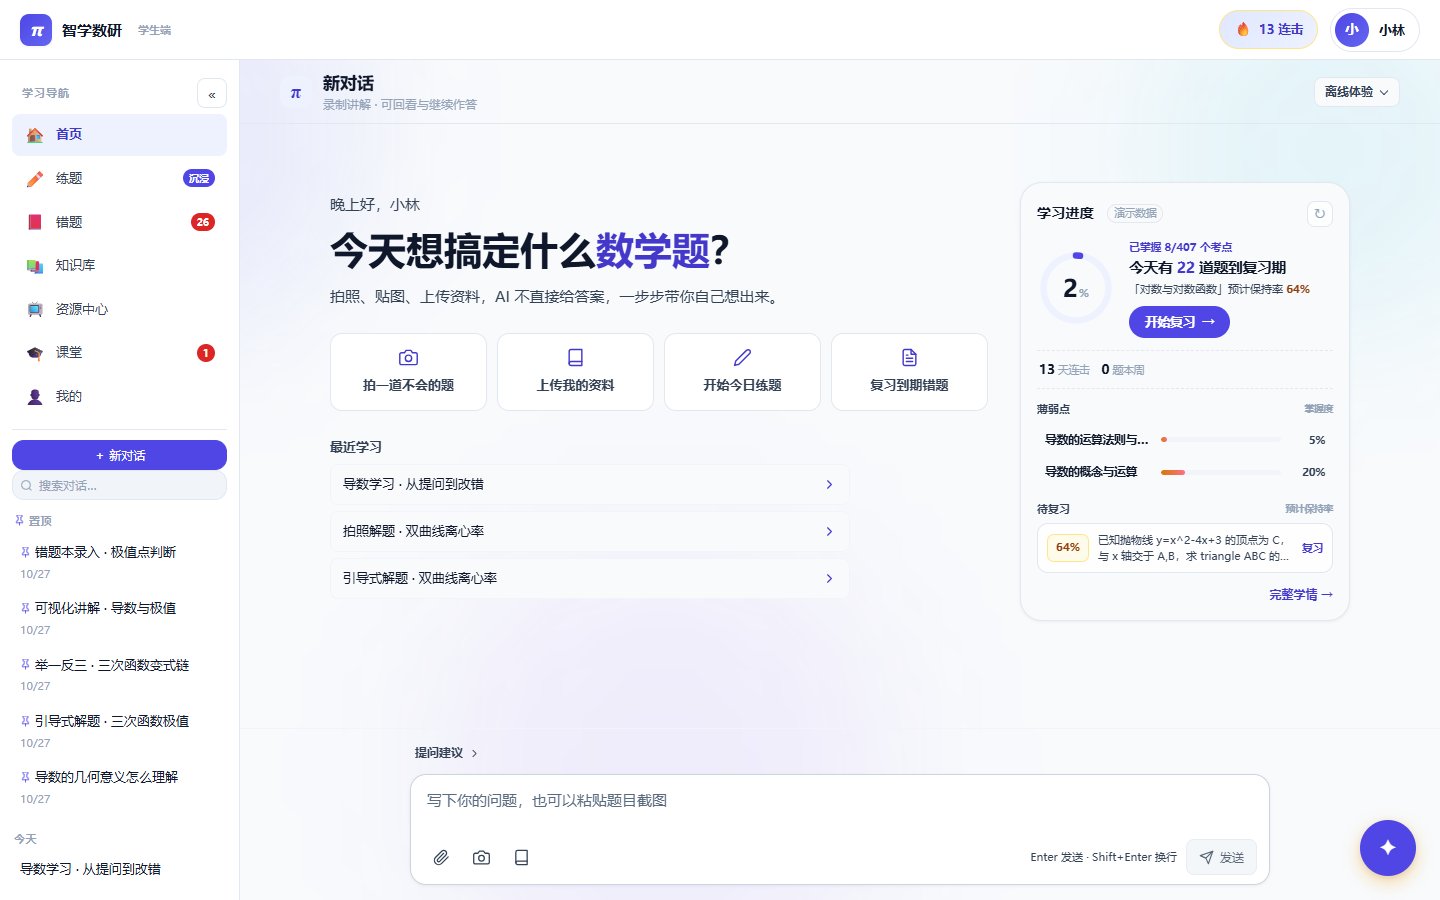 π 智学数研 学生端
13 连击
小 小林
学习导航
«
首页
练题 沉浸
错题 26
知识库
资源中心
课堂 1
我的
+ 新对话
搜索对话...
置顶
错题本录入 · 极值点判断
10/27
可视化讲解 · 导数与极值
10/27
举一反三 · 三次函数变式链
10/27
引导式解题 · 三次函数极值
10/27
导数的几何意义怎么理解
10/27
今天
导数学习 · 从提问到改错
π 新对话
录制讲解 · 可回看与继续作答
离线体验
晚上好，小林
今天想搞定什么数学题？
拍照、贴图、上传资料，AI 不直接给答案，一步步带你自己想出来。
拍一道不会的题
上传我的资料
开始今日练题
复习到期错题
最近学习
导数学习 · 从提问到改错
拍照解题 · 双曲线离心率
引导式解题 · 双曲线离心率
学习进度 演示数据
2%
已掌握 8/407 个考点
今天有 22 道题到复习期
「对数与对数函数」预计保持率 64%
开始复习 →
13 天连击 0 题本周
薄弱点 掌握度
导数的运算法则与... 5%
导数的概念与运算 20%
待复习 预计保持率
64%
已知抛物线 y=x^2-4x+3 的顶点为 C，
与 x 轴交于 A,B，求 triangle ABC 的...
复习
完整学情 →
提问建议
写下你的问题，也可以粘贴题目截图
Enter 发送 · Shift+Enter 换行
发送